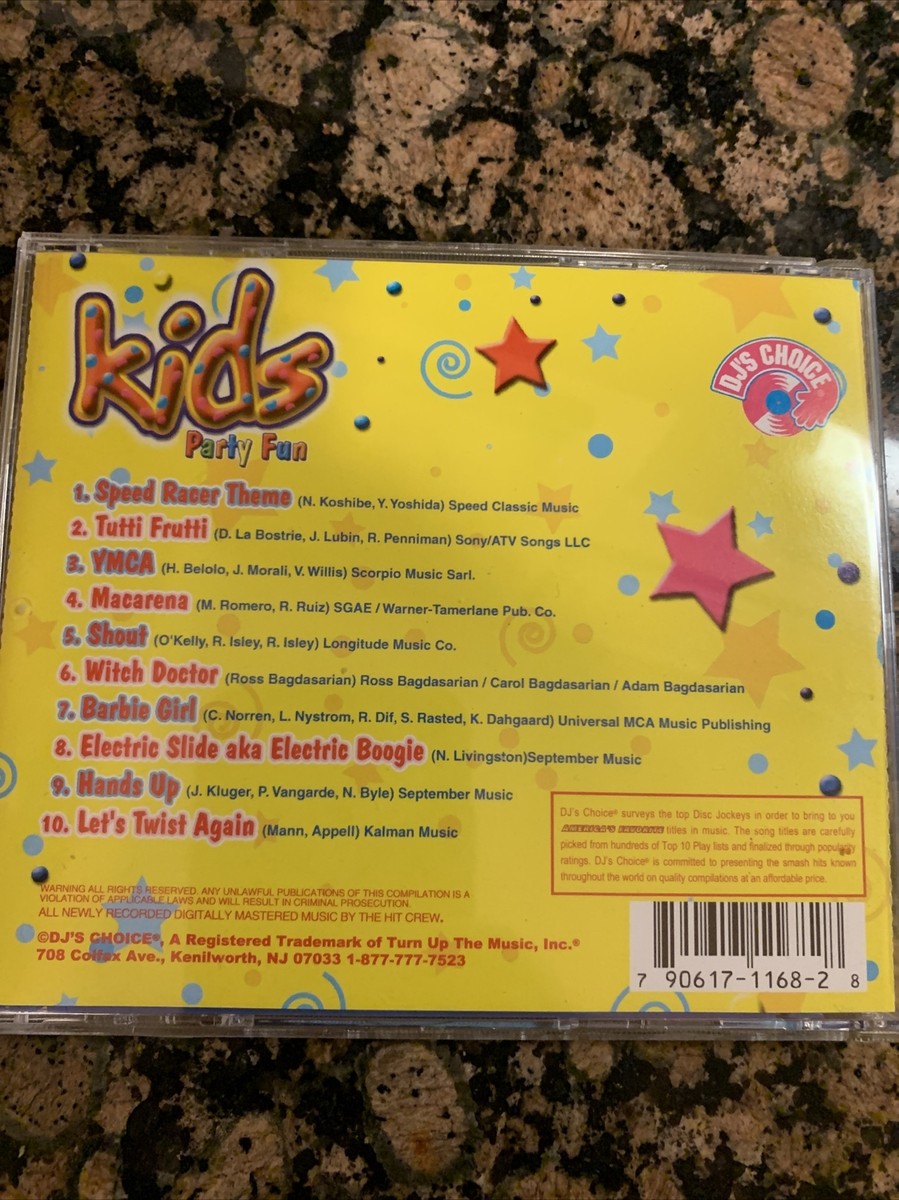 kids
Party Fun
DJ'S CHOICE
1. Speed Racer Theme (N. Koshibe, Y. Yoshida) Speed Classic Music
2. Tutti Frutti (D. La Bostrie, J. Lubin, R. Penniman) Sony/ATV Songs LLC
3. YMCA (H. Belolo, J. Morali, V. Willis) Scorpio Music Sarl.
4. Macarena (M. Romero, R. Ruiz) SGAE / Warner-Tamerlane Pub. Co.
5. Shout (O'Kelly, R. Isley, R. Isley) Longitude Music Co.
6. Witch Doctor (Ross Bagdasarian) Ross Bagdasarian / Carol Bagdasarian / Adam Bagdasarian
7. Barbie Girl (C. Norren, L. Nystrom, R. Dif, S. Rasted, K. Dahgaard) Universal MCA Music Publishing
8. Electric Slide aka Electric Boogie (N. Livingston)September Music
9. Hands Up (J. Kluger, P. Vangarde, N. Byle) September Music
10. Let's Twist Again (Mann, Appell) Kalman Music
DJ's Choice® surveys the top Disc Jockeys in order to bring to you
AMERICA'S FAVORITE titles in music. The song titles are carefully
picked from hundreds of Top 10 Play lists and finalized through popularity
ratings. DJ's Choice® is committed to presenting the smash hits known
throughout the world on quality compilations at an affordable price.
WARNING ALL RIGHTS RESERVED. ANY UNLAWFUL PUBLICATIONS OF THIS COMPILATION IS A
VIOLATION OF APPLICABLE LAWS AND WILL RESULT IN CRIMINAL PROSECUTION.
ALL NEWLY RECORDED DIGITALLY MASTERED MUSIC BY THE HIT CREW.
©DJ'S CHOICE®, A Registered Trademark of Turn Up The Music, Inc.®
708 Colfax Ave., Kenilworth, NJ 07033 1-877-777-7523
7 90617-1168-2 8